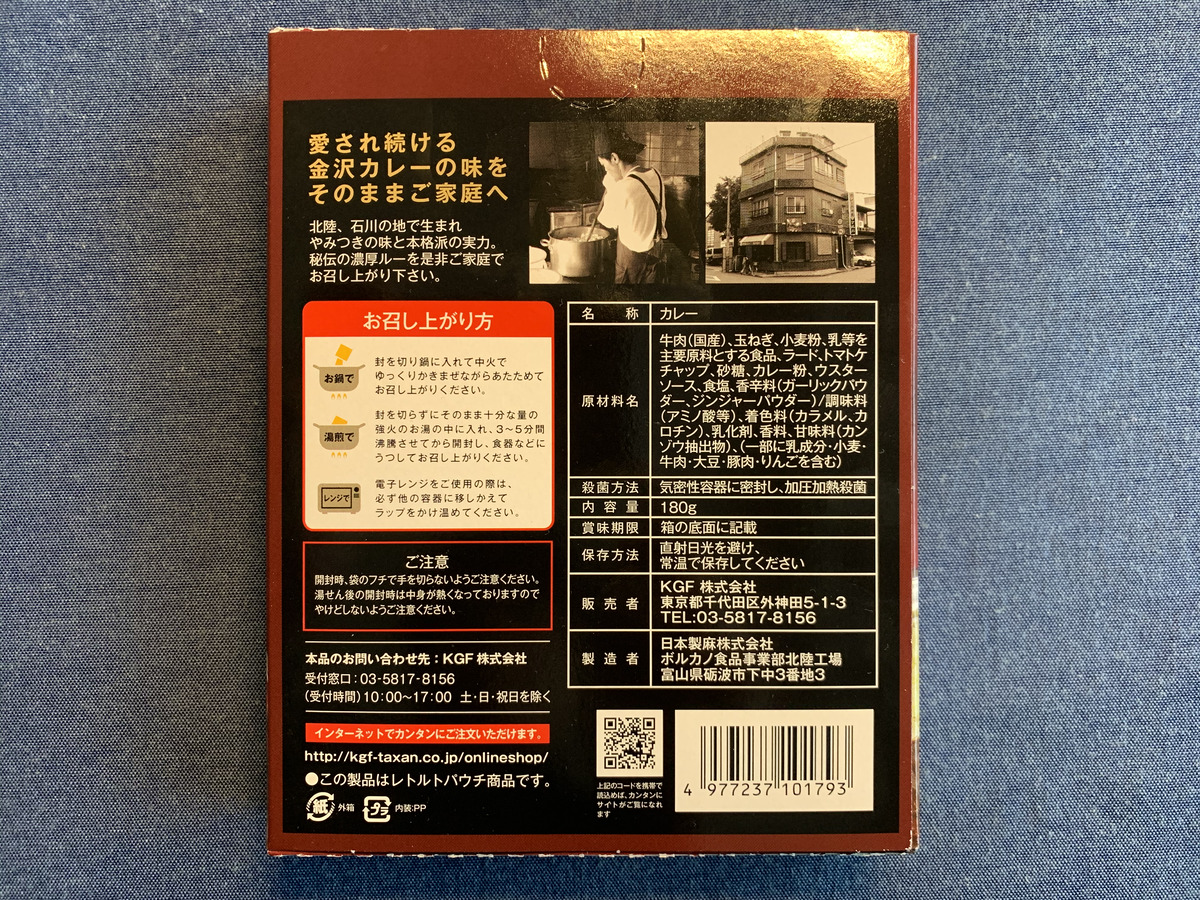 愛され続ける
金沢カレーの味を
そのままご家庭へ
北陸、石川の地で生まれ
やみつきの味と本格派の実力。
秘伝の濃厚ルーを是非ご家庭で
お召し上がり下さい。
お召し上がり方
お鍋で
封を切り鍋に入れて中火で
ゆっくりかきまぜながらあたためて
お召し上がりください。
湯煎で
封を切らずにそのまま十分な量の
強火のお湯の中に入れ、3〜5分間
沸騰させてから開封し、食器などに
うつしてお召し上がりください。
レンジで
電子レンジをご使用の際は、
必ず他の容器に移しかえて
ラップをかけ温めてください。
ご注意
開封時、袋のフチで手を切らないようご注意ください。
湯せん後の開封時は中身が熱くなっておりますので
やけどしないようご注意ください。
本品のお問い合わせ先：KGF 株式会社
受付窓口：03-5817-8156
（受付時間）10：00〜17：00 土・日・祝日を除く
インターネットでカンタンにご注文いただけます。
http://kgf-taxan.co.jp/onlineshop/
●この製品はレトルトパウチ商品です。
紙 外箱 プラ 内装:PP
名称 カレー
原材料名
牛肉（国産）、玉ねぎ、小麦粉、乳等を
主要原料とする食品、ラード、トマトケ
チャップ、砂糖、カレー粉、ウスター
ソース、食塩、香辛料（ガーリックパウ
ダー、ジンジャーパウダー）/調味料
（アミノ酸等）、着色料（カラメル、カ
ロチン）、乳化剤、香料、甘味料（カン
ゾウ抽出物）、（一部に乳成分・小麦・
牛肉・大豆・豚肉・りんごを含む）
殺菌方法 気密性容器に密封し、加圧加熱殺菌
内容量 180g
賞味期限 箱の底面に記載
保存方法
直射日光を避け、
常温で保存してください
販売者
KGF 株式会社
東京都千代田区外神田5-1-3
TEL:03-5817-8156
製造者
日本製麻株式会社
ボルカノ食品事業部北陸工場
富山県砺波市下中3番地3
上記のコードを携帯で
読込めば、カンタンに
サイトがご覧になれ
ます
4 977237 101793